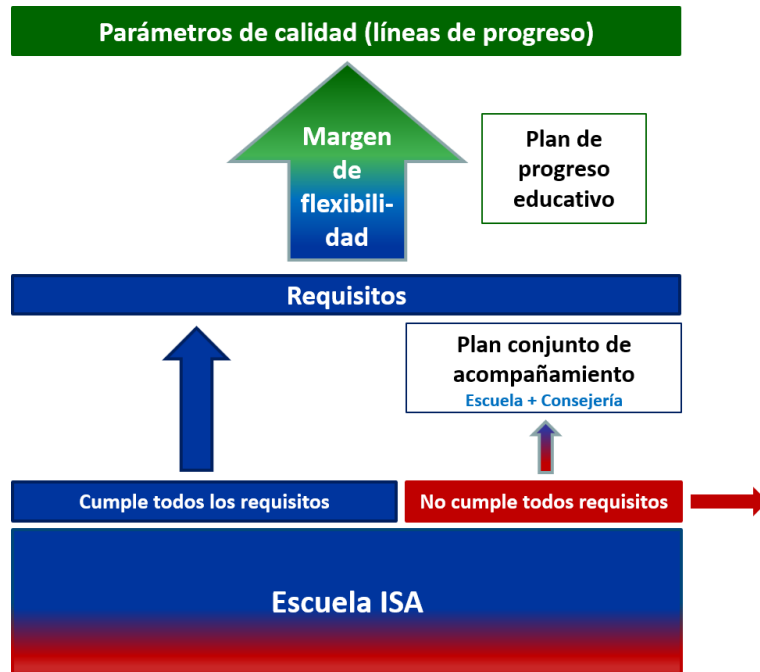 Parámetros de calidad (líneas de progreso)
Margen
de
flexibili-
dad
Plan de
progreso
educativo
Requisitos
Plan conjunto de
acompañamiento
Escuela + Consejería
Cumple todos los requisitos
No cumple todos requisitos
Escuela ISA